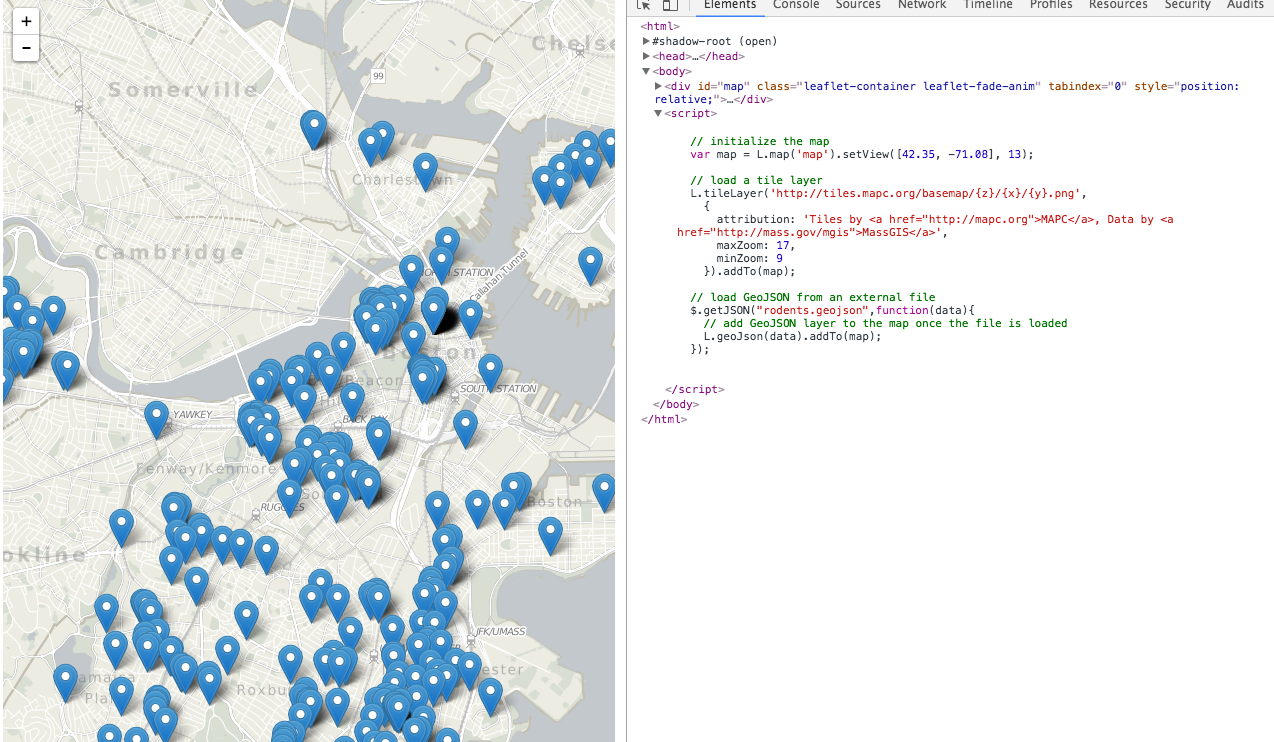 +
−
Chelse
99
Somerville
Charlestown
Cambridge
STATION
Callahan-Tunnel
Boston
Beacon
SOUTH STATION
YAWKEY
BACK BAY
Fenway/Kenmore
So
Boston
RUGGLES
okline
JFK/UMASS
ester
amaica
Pla
Roxbu
Elements Console Sources Network Timeline Profiles Resources Security Audits
<html>
▶#shadow-root (open)
▶<head>…</head>
▼<body>
▶<div id="map" class="leaflet-container leaflet-fade-anim" tabindex="0" style="position:
relative;">…</div>
▼<script>
// initialize the map
var map = L.map('map').setView([42.35, -71.08], 13);
// load a tile layer
L.tileLayer('http://tiles.mapc.org/basemap/{z}/{x}/{y}.png',
{
attribution: 'Tiles by <a href="http://mapc.org">MAPC</a>, Data by <a
href="http://mass.gov/mgis">MassGIS</a>',
maxZoom: 17,
minZoom: 9
}).addTo(map);
// load GeoJSON from an external file
$.getJSON("rodents.geojson",function(data){
// add GeoJSON layer to the map once the file is loaded
L.geoJson(data).addTo(map);
});
</script>
</body>
</html>